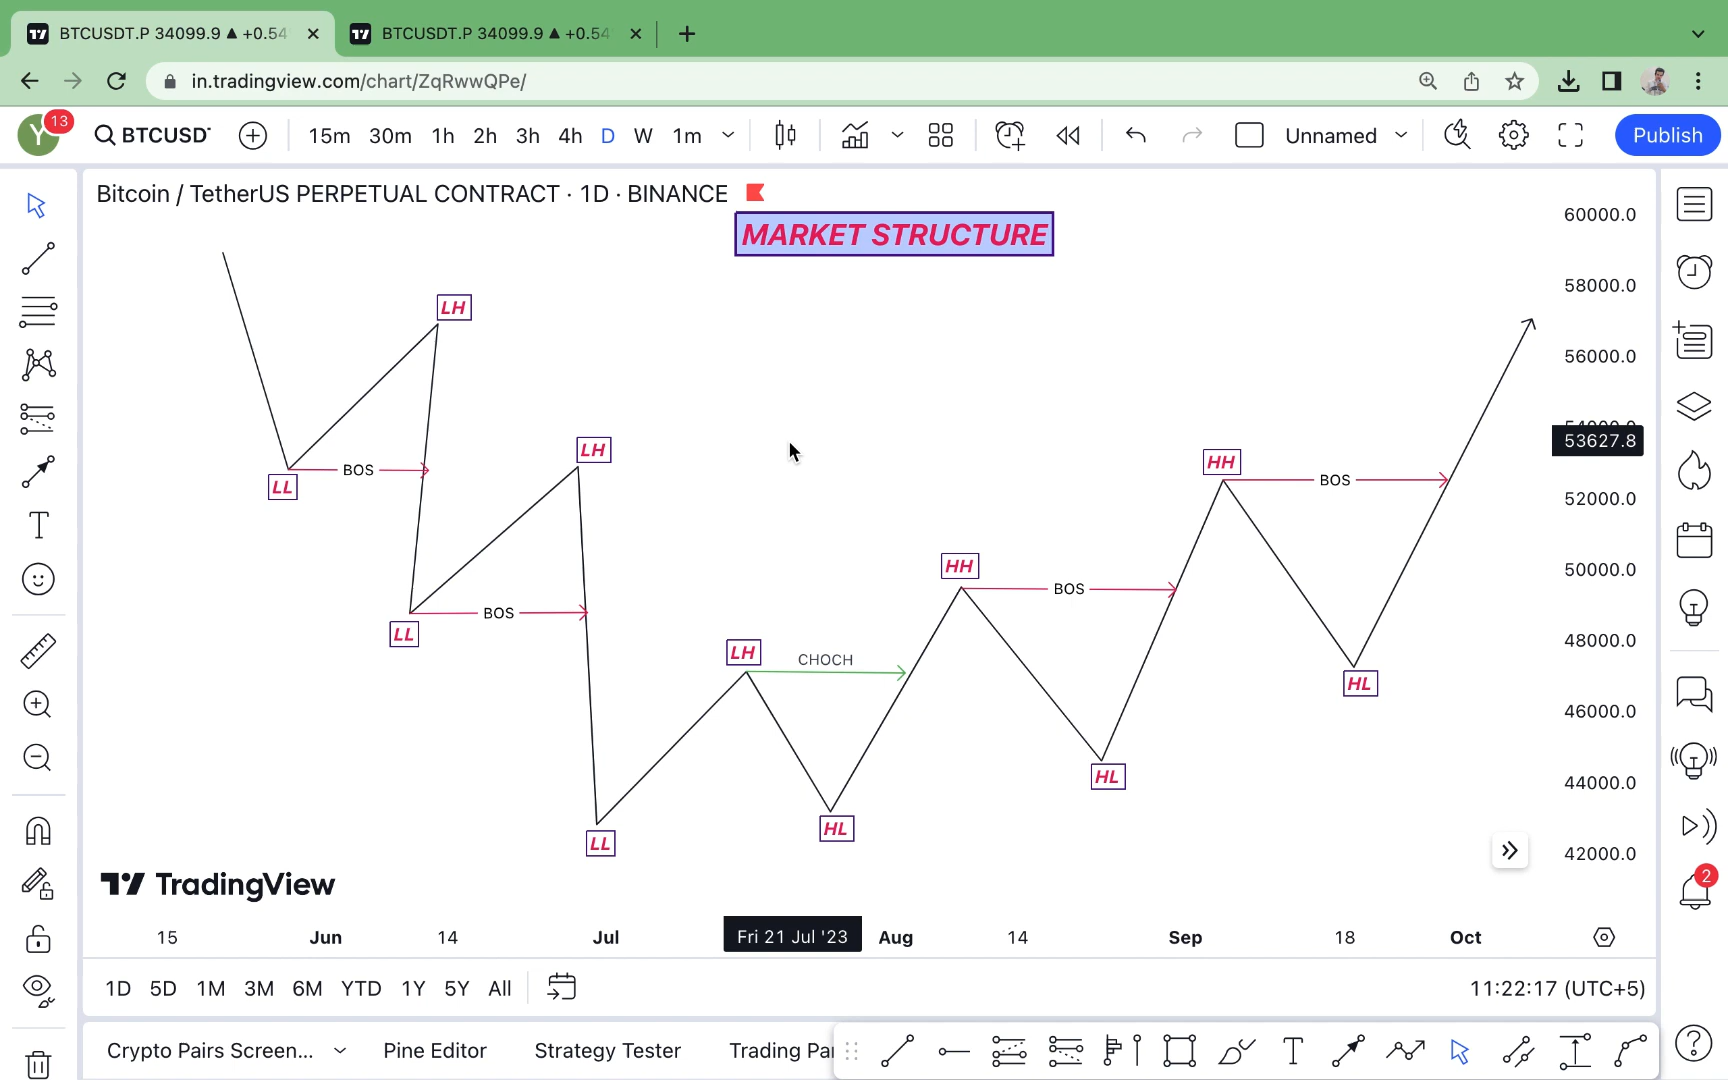 BTCUSDT.P 34099.9 ▲ +0.54
BTCUSDT.P 34099.9 ▲ +0.54
in.tradingview.com/chart/ZqRwwQPe/
Y 13
BTCUSD
15m 30m 1h 2h 3h 4h D W 1m
Unnamed
Publish
Bitcoin / TetherUS PERPETUAL CONTRACT · 1D · BINANCE
MARKET STRUCTURE
60000.0
58000.0
56000.0
53627.8
52000.0
50000.0
48000.0
46000.0
44000.0
42000.0
LH
BOS
LL
LH
BOS
LL
LL
LH
CHOCH
HL
HH
BOS
HL
HH
BOS
HL
TradingView
15 Jun 14 Jul Fri 21 Jul '23 Aug 14 Sep 18 Oct
1D 5D 1M 3M 6M YTD 1Y 5Y All
11:22:17 (UTC+5)
2
Crypto Pairs Screen... Pine Editor Strategy Tester Trading